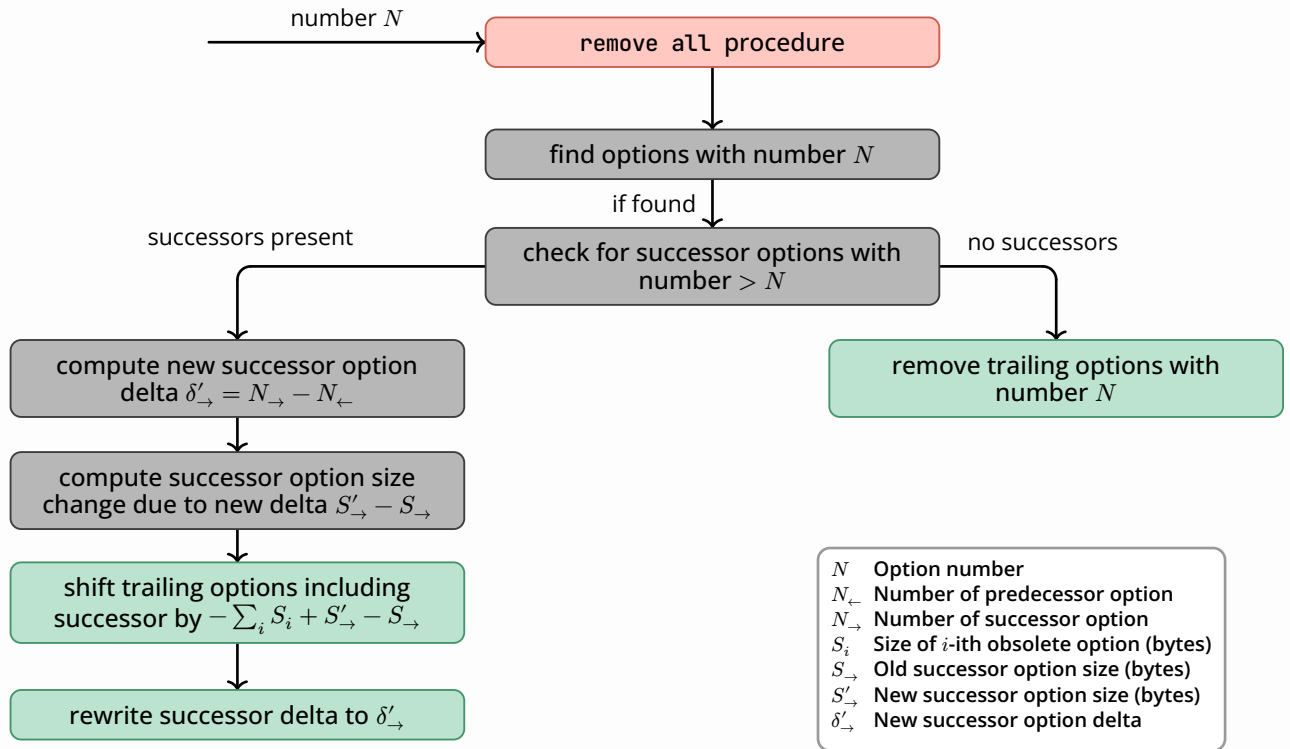 number N
remove all procedure
find options with number N
if found
successors present
check for successor options with
number > N
no successors
compute new successor option
delta δ′→ = N→ − N←
remove trailing options with
number N
compute successor option size
change due to new delta S′→ − S→
shift trailing options including
successor by − ∑ᵢ Sᵢ + S′→ − S→
rewrite successor delta to δ′→
N Option number
N← Number of predecessor option
N→ Number of successor option
Sᵢ Size of i-ith obsolete option (bytes)
S→ Old successor option size (bytes)
S′→ New successor option size (bytes)
δ′→ New successor option delta